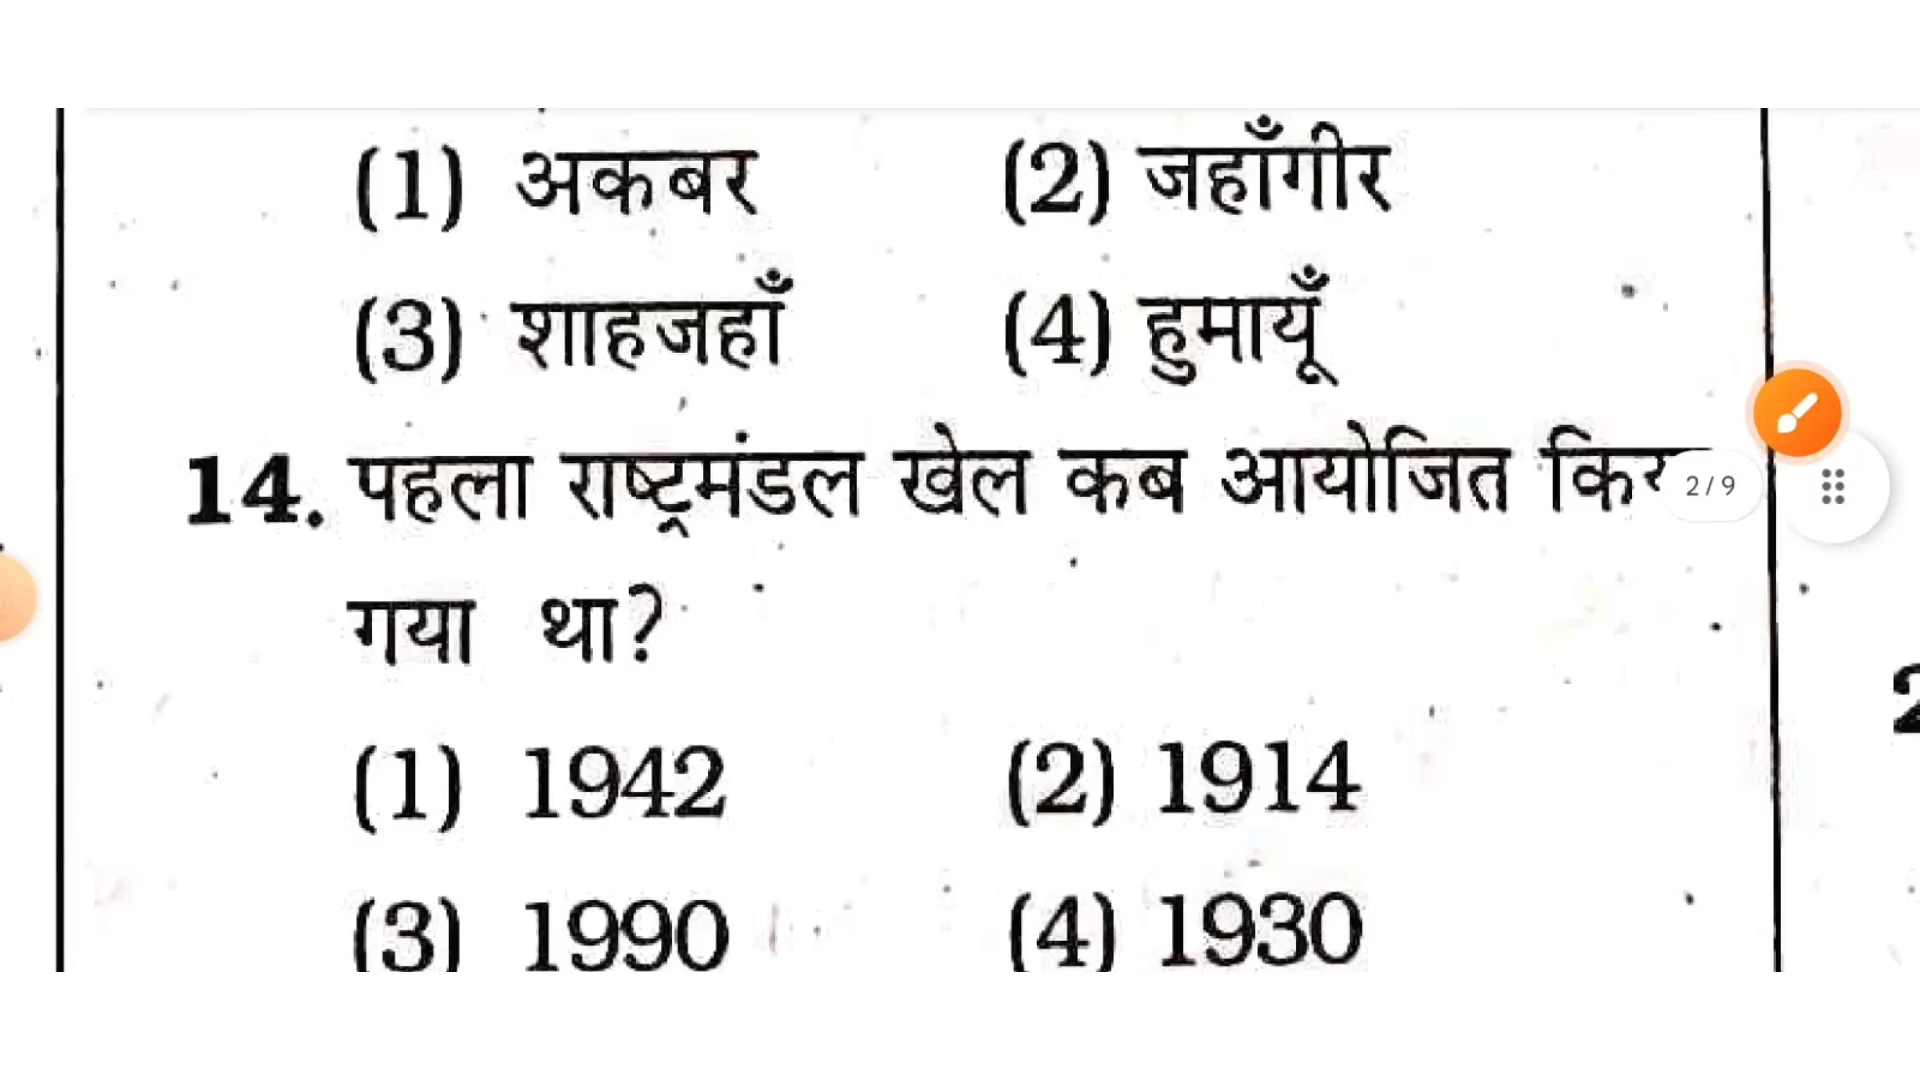 (1) अकबर (2) जहाँगीर
(3) शाहजहाँ (4) हुमायूँ
14. पहला राष्ट्रमंडल खेल कब आयोजित
2/9
गया था?
(1) 1942 (2) 1914
(3) 1990 (4) 1930